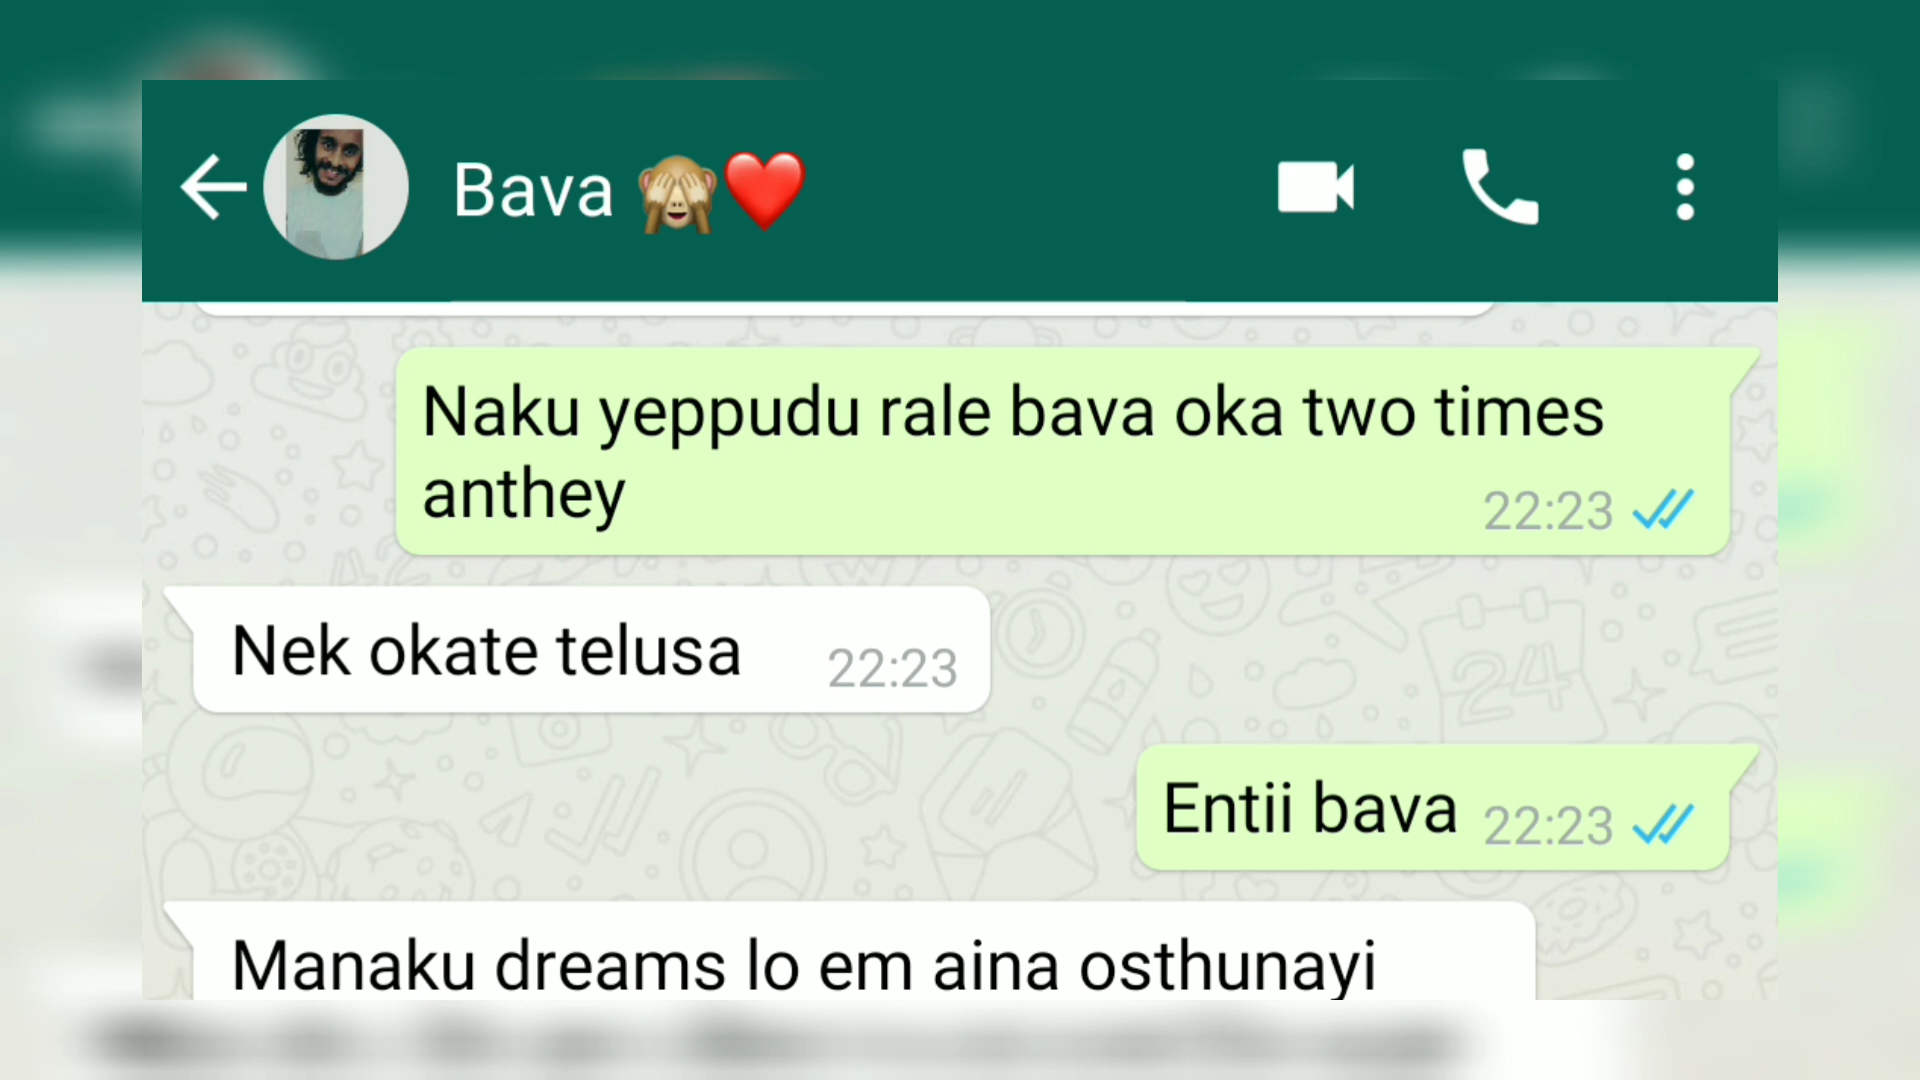 Bava 🙈❤️
Naku yeppudu rale bava oka two times
anthey
22:23
Nek okate telusa 22:23
Entii bava 22:23
Manaku dreams lo em aina osthunayi